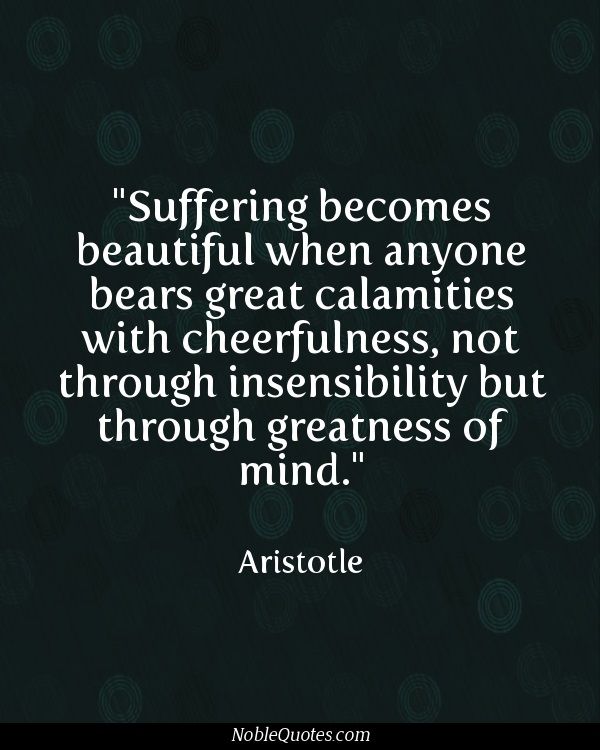 "Suffering becomes
beautiful when anyone
bears great calamities
with cheerfulness, not
through insensibility but
through greatness of
mind."
Aristotle
NobleQuotes.com